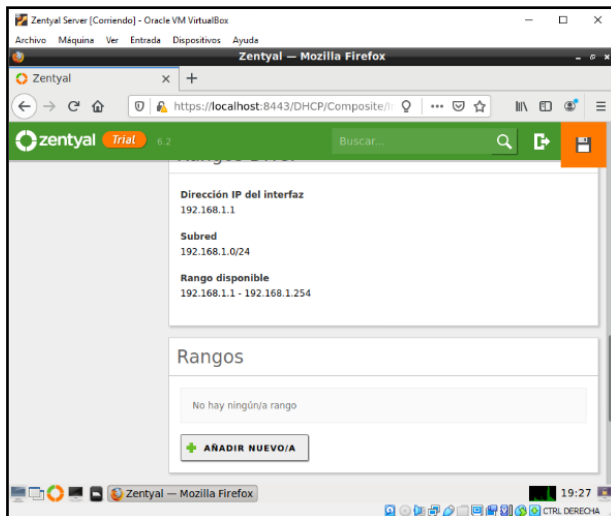 Zentyal Server [Corriendo] - Oracle VM VirtualBox
Archivo Máquina Ver Entrada Dispositivos Ayuda
Zentyal — Mozilla Firefox
Zentyal
https://localhost:8443/DHCP/Composite/I
zentyal Trial 6.2 Buscar...
Dirección IP del interfaz
192.168.1.1
Subred
192.168.1.0/24
Rango disponible
192.168.1.1 - 192.168.1.254
Rangos
No hay ningún/a rango
AÑADIR NUEVO/A
Zentyal — Mozilla Firefox 19:27
CTRL DERECHA